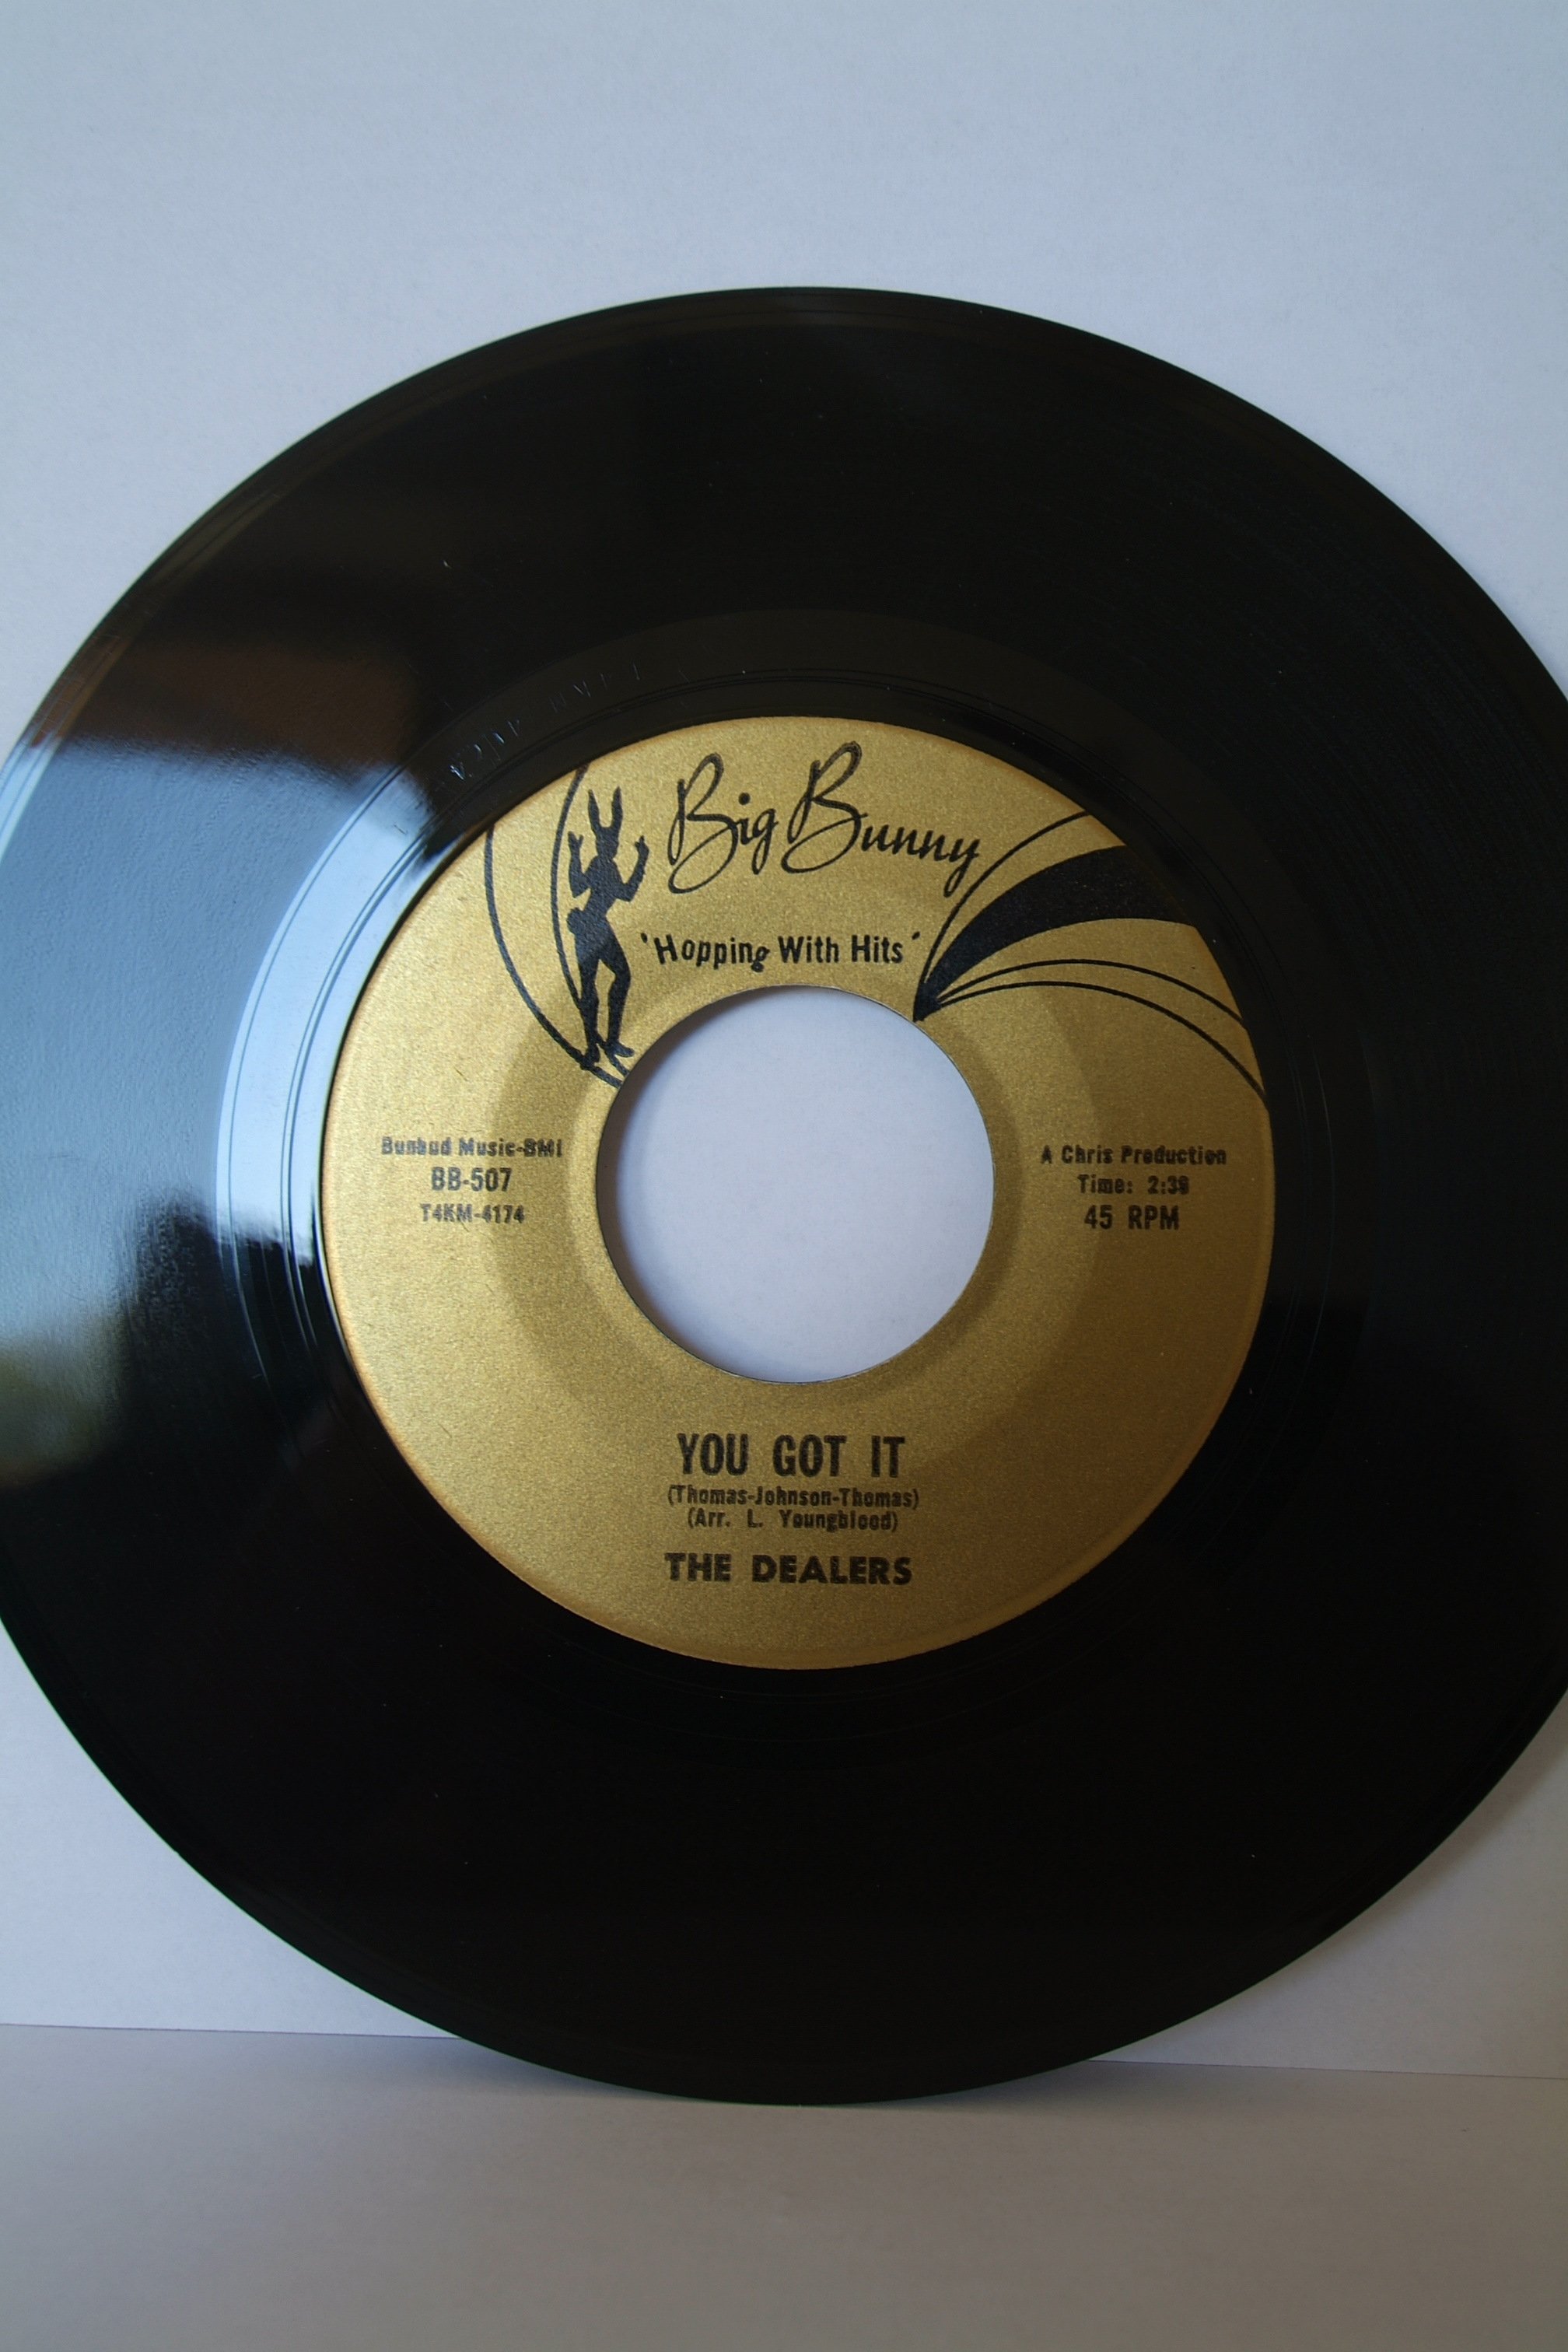 Big Bunny
'Hopping With Hits'
Bunbud Music-BMI
BB-507
T4KM-4174
A Chris Production
Time: 2:38
45 RPM
YOU GOT IT
(Thomas-Johnson-Thomas)
(Arr. L. Youngblood)
THE DEALERS